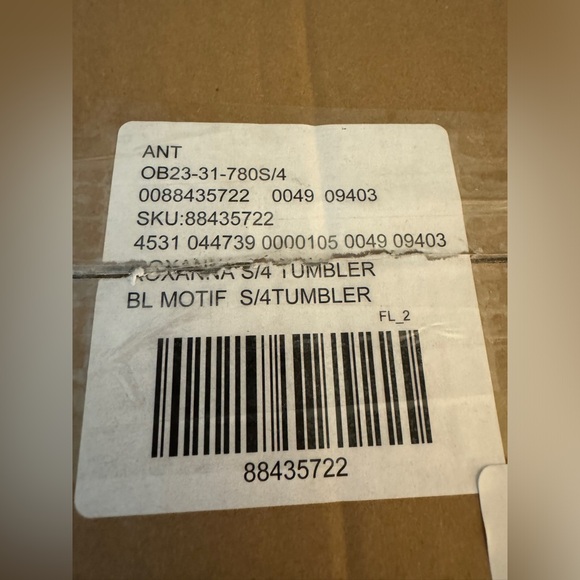 ANT
OB23-31-780S/4
0088435722 0049 09403
SKU:88435722
4531 044739 0000105 0049 09403
ROXANNA S/4 TUMBLER
BL MOTIF S/4TUMBLER
FL_2
88435722